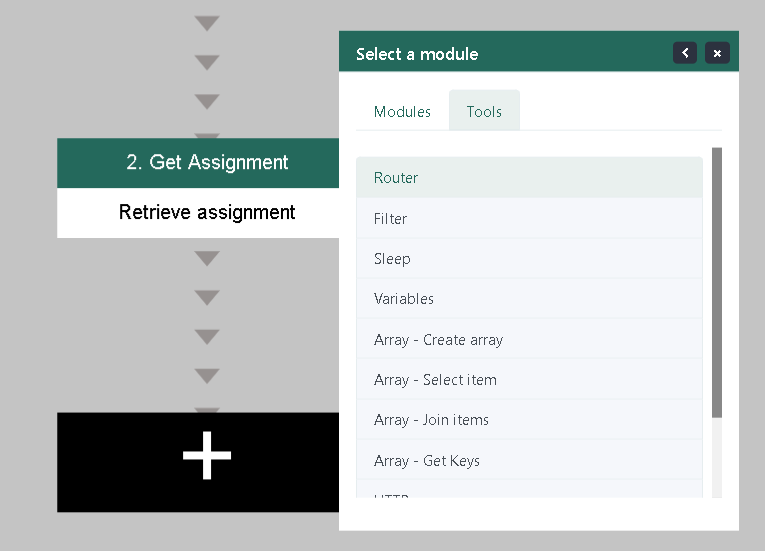 Select a module
Modules
Tools
2. Get Assignment
Retrieve assignment
Router
Filter
Sleep
Variables
Array - Create array
Array - Select item
Array - Join items
Array - Get Keys